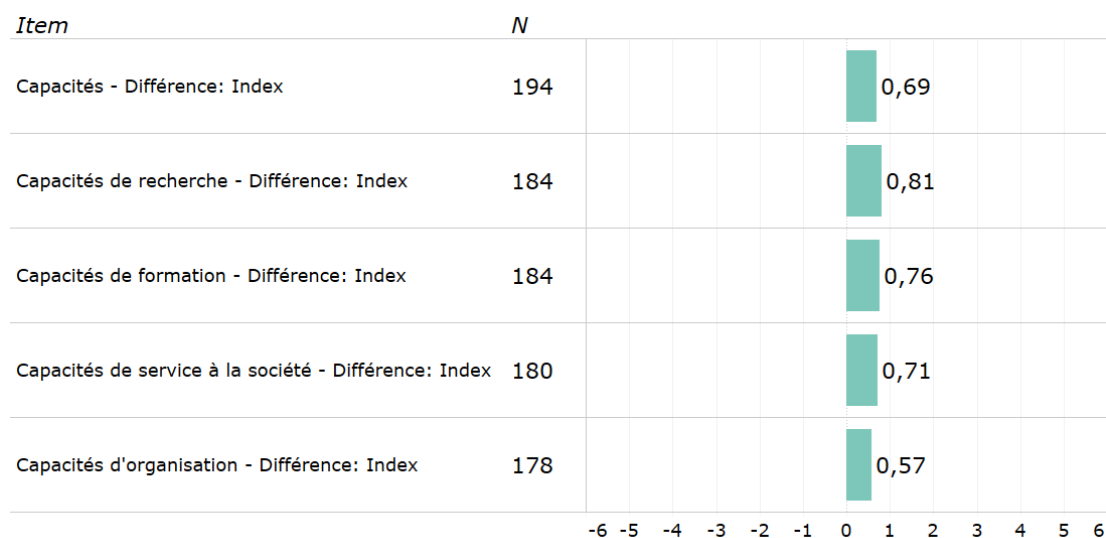 Item N
Capacités - Différence: Index 194 0,69
Capacités de recherche - Différence: Index 184 0,81
Capacités de formation - Différence: Index 184 0,76
Capacités de service à la société - Différence: Index 180 0,71
Capacités d'organisation - Différence: Index 178 0,57
-6 -5 -4 -3 -2 -1 0 1 2 3 4 5 6